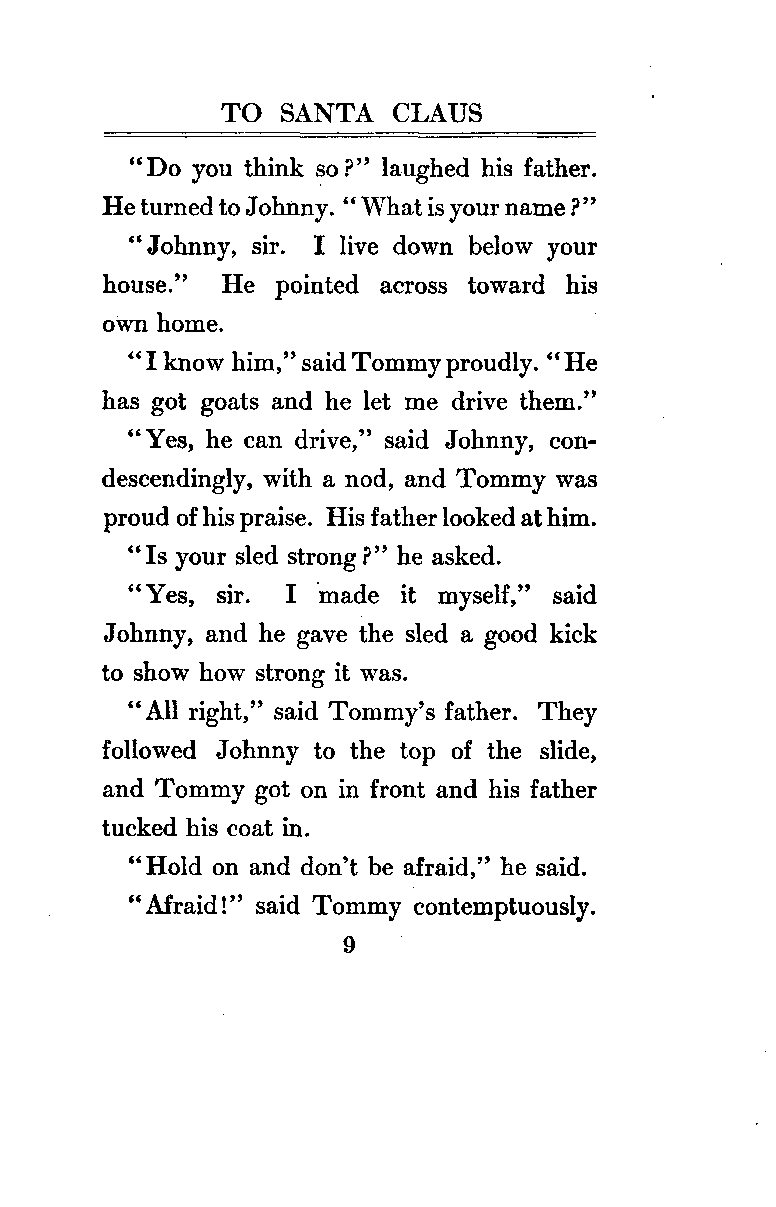 TO SANTA CLAUS
"Do you think so?" laughed his father.
He turned to Johnny. "What is your name?"
"Johnny, sir. I live down below your
house." He pointed across toward his
own home.
"I know him," said Tommy proudly. "He
has got goats and he let me drive them."
"Yes, he can drive," said Johnny, con-
descendingly, with a nod, and Tommy was
proud of his praise. His father looked at him.
"Is your sled strong?" he asked.
"Yes, sir. I made it myself," said
Johnny, and he gave the sled a good kick
to show how strong it was.
"All right," said Tommy's father. They
followed Johnny to the top of the slide,
and Tommy got on in front and his father
tucked his coat in.
"Hold on and don't be afraid," he said.
"Afraid!" said Tommy contemptuously.
9